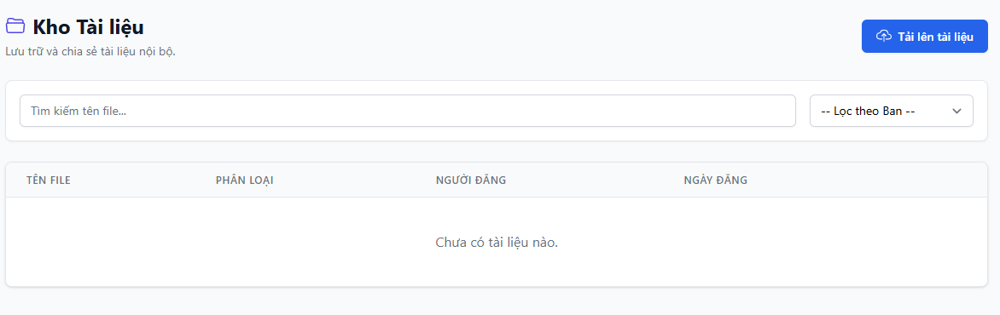 Kho Tài liệu
Lưu trữ và chia sẻ tài liệu nội bộ.
Tải lên tài liệu
Tìm kiếm tên file...
-- Lọc theo Ban --
TÊN FILE PHÂN LOẠI NGƯỜI ĐĂNG NGÀY ĐĂNG
Chưa có tài liệu nào.